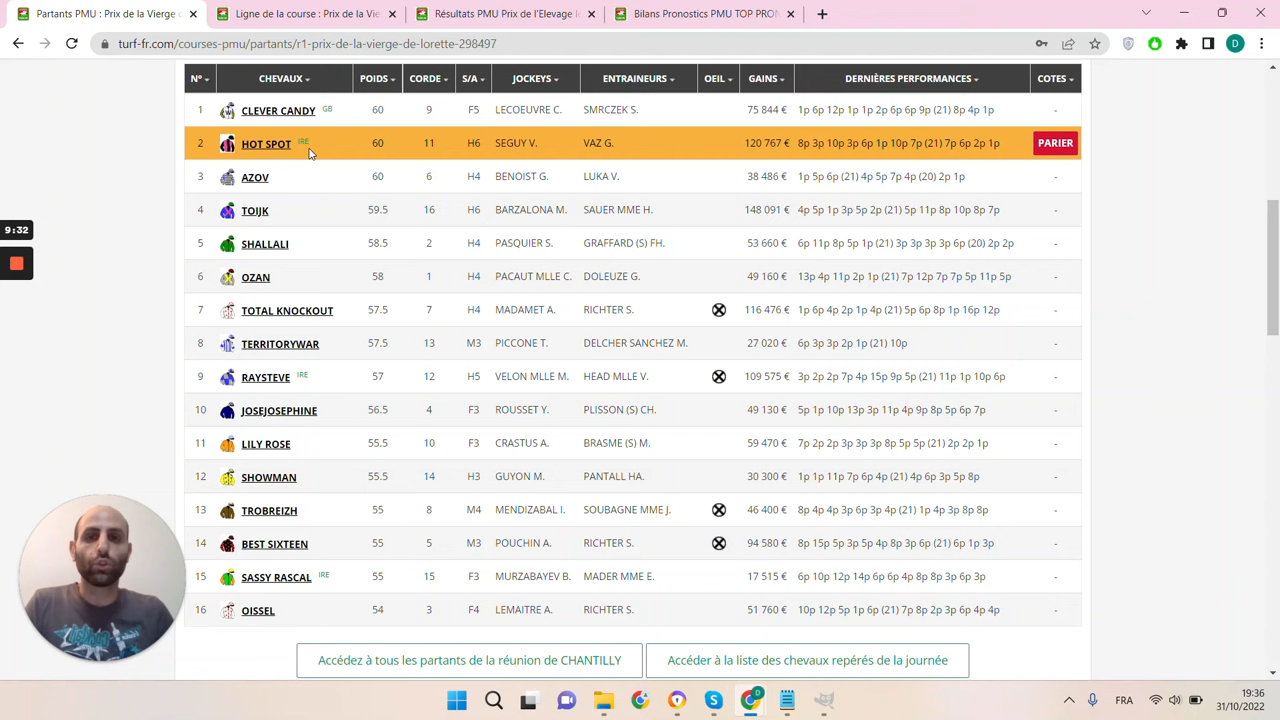 Partants PMU : Prix de la Vierge d
Ligne de la course : Prix de la Vie
Résultats PMU Prix de l'Elevage l
Bilans Pronostics PMU TOP PRON
turf-fr.com/courses-pmu/partants/r1-prix-de-la-vierge-de-lorette-298497
D
N° CHEVAUX POIDS CORDE S/A JOCKEYS ENTRAINEURS OEIL GAINS DERNIÈRES PERFORMANCES COTES
1 CLEVER CANDY GB 60 9 F5 LECOEUVRE C. SMRCZEK S. 75 844 € 1p 6p 12p 1p 1p 2p 6p 6p 9p (21) 8p 4p 1p -
2 HOT SPOT IRE 60 11 H6 SEGUY V. VAZ G. 120 767 € 8p 3p 10p 3p 6p 1p 10p 7p (21) 7p 6p 2p 1p PARIER
3 AZOV 60 6 H4 BENOIST G. LUKA V. 38 486 € 1p 5p 6p (21) 4p 5p 7p 4p (20) 2p 1p -
4 TOIJK 59.5 16 H6 BARZALONA M. SAUER MME H. 148 091 € 4p 5p 1p 3p 5p 2p (21) 5p 11p 8p 10p 8p 7p -
5 SHALLALI 58.5 2 H4 PASQUIER S. GRAFFARD (S) FH. 53 660 € 6p 11p 8p 5p 1p (21) 3p 3p 3p 6p (20) 2p 2p -
6 OZAN 58 1 H4 PACAUT MLLE C. DOLEUZE G. 49 160 € 13p 4p 11p 2p 1p (21) 7p 12p 7p 7p 5p 11p 5p -
7 TOTAL KNOCKOUT 57.5 7 H4 MADAMET A. RICHTER S. 116 476 € 1p 6p 4p 2p 1p 4p (21) 5p 6p 8p 1p 16p 12p -
8 TERRITORYWAR 57.5 13 M3 PICCONE T. DELCHER SANCHEZ M. 27 020 € 6p 3p 3p 2p 1p (21) 10p -
9 RAYSTEVE IRE 57 12 H5 VELON MLLE M. HEAD MLLE V. 109 575 € 3p 2p 2p 7p 4p 15p 9p 5p (21) 11p 1p 10p 6p -
10 JOSEJOSEPHINE 56.5 4 F3 ROUSSET Y. PLISSON (S) CH. 49 130 € 5p 1p 10p 13p 3p 11p 4p 9p 8p 5p 6p 7p -
11 LILY ROSE 55.5 10 F3 CRASTUS A. BRASME (S) M. 59 470 € 7p 2p 2p 3p 3p 3p 8p 5p 5p (21) 2p 2p 1p -
12 SHOWMAN 55.5 14 H3 GUYON M. PANTALL HA. 30 300 € 1p 1p 11p 7p 6p 4p (21) 4p 6p 3p 5p 8p -
13 TROBREIZH 55 8 M4 MENDIZABAL I. SOUBAGNE MME J. 46 400 € 8p 4p 4p 3p 6p 3p 4p (21) 1p 4p 3p 8p 8p -
14 BEST SIXTEEN 55 5 M3 POUCHIN A. RICHTER S. 94 580 € 8p 15p 5p 3p 5p 4p 8p 3p 6p (21) 6p 1p 3p -
15 SASSY RASCAL IRE 55 15 F3 MURZABAYEV B. MADER MME E. 17 515 € 6p 10p 12p 14p 6p 6p 4p 8p 8p 3p 6p 3p -
16 OISSEL 54 3 F4 LEMAITRE A. RICHTER S. 51 760 € 10p 12p 5p 1p 6p (21) 7p 8p 2p 3p 6p 4p 4p -
9:32
Accédez à tous les partants de la réunion de CHANTILLY
Accéder à la liste des chevaux repérés de la journée
FRA
19:36
31/10/2022